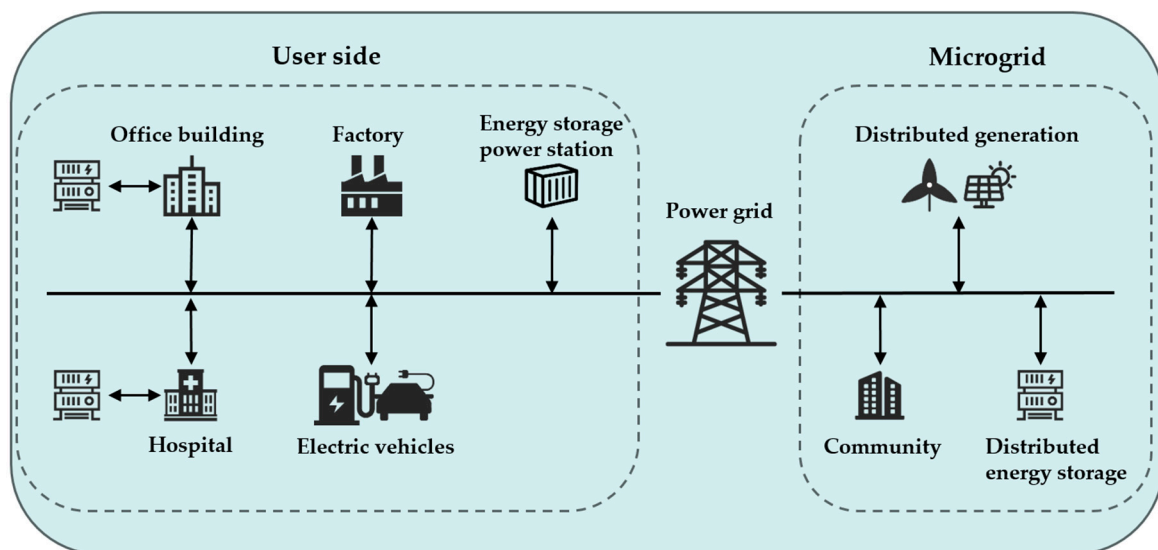 User side
Microgrid
Office building
Factory
Energy storage
power station
Distributed generation
Power grid
Hospital
Electric vehicles
Community
Distributed
energy storage